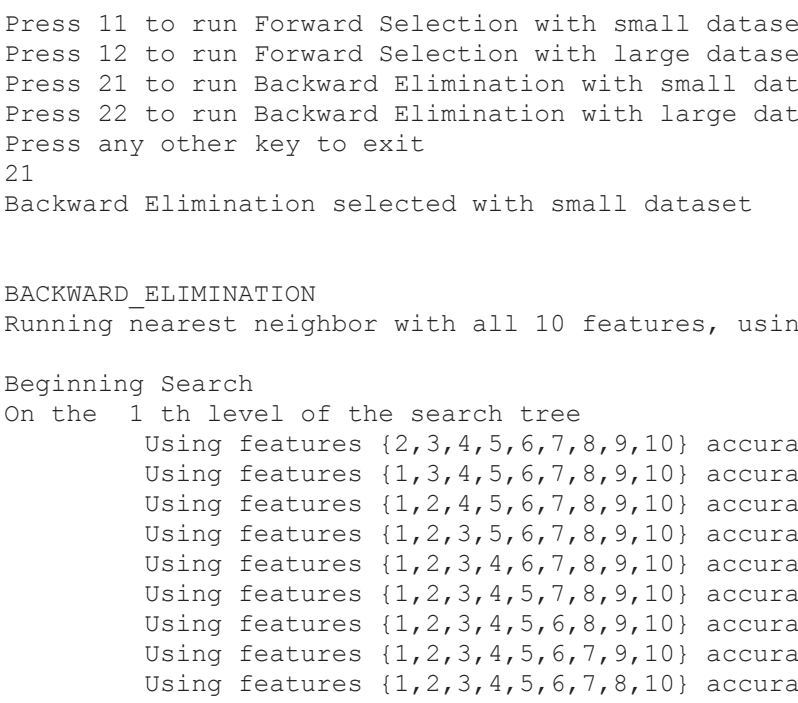 Press 11 to run Forward Selection with small datase
Press 12 to run Forward Selection with large datase
Press 21 to run Backward Elimination with small dat
Press 22 to run Backward Elimination with large dat
Press any other key to exit
21
Backward Elimination selected with small dataset
BACKWARD_ELIMINATION
Running nearest neighbor with all 10 features, usin
Beginning Search
On the  1 th level of the search tree
Using features {2,3,4,5,6,7,8,9,10} accura
Using features {1,3,4,5,6,7,8,9,10} accura
Using features {1,2,4,5,6,7,8,9,10} accura
Using features {1,2,3,5,6,7,8,9,10} accura
Using features {1,2,3,4,6,7,8,9,10} accura
Using features {1,2,3,4,5,7,8,9,10} accura
Using features {1,2,3,4,5,6,8,9,10} accura
Using features {1,2,3,4,5,6,7,9,10} accura
Using features {1,2,3,4,5,6,7,8,10} accura